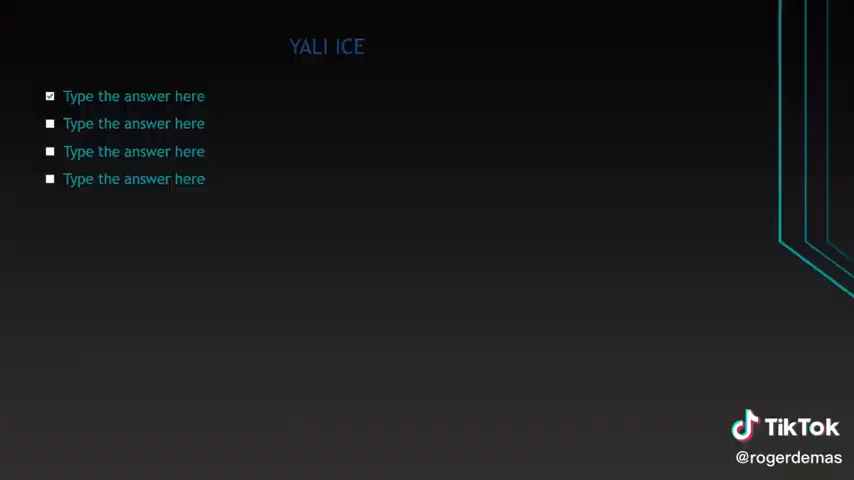 YALI ICE
Type the answer here
Type the answer here
Type the answer here
Type the answer here
TikTok
@rogerdemas